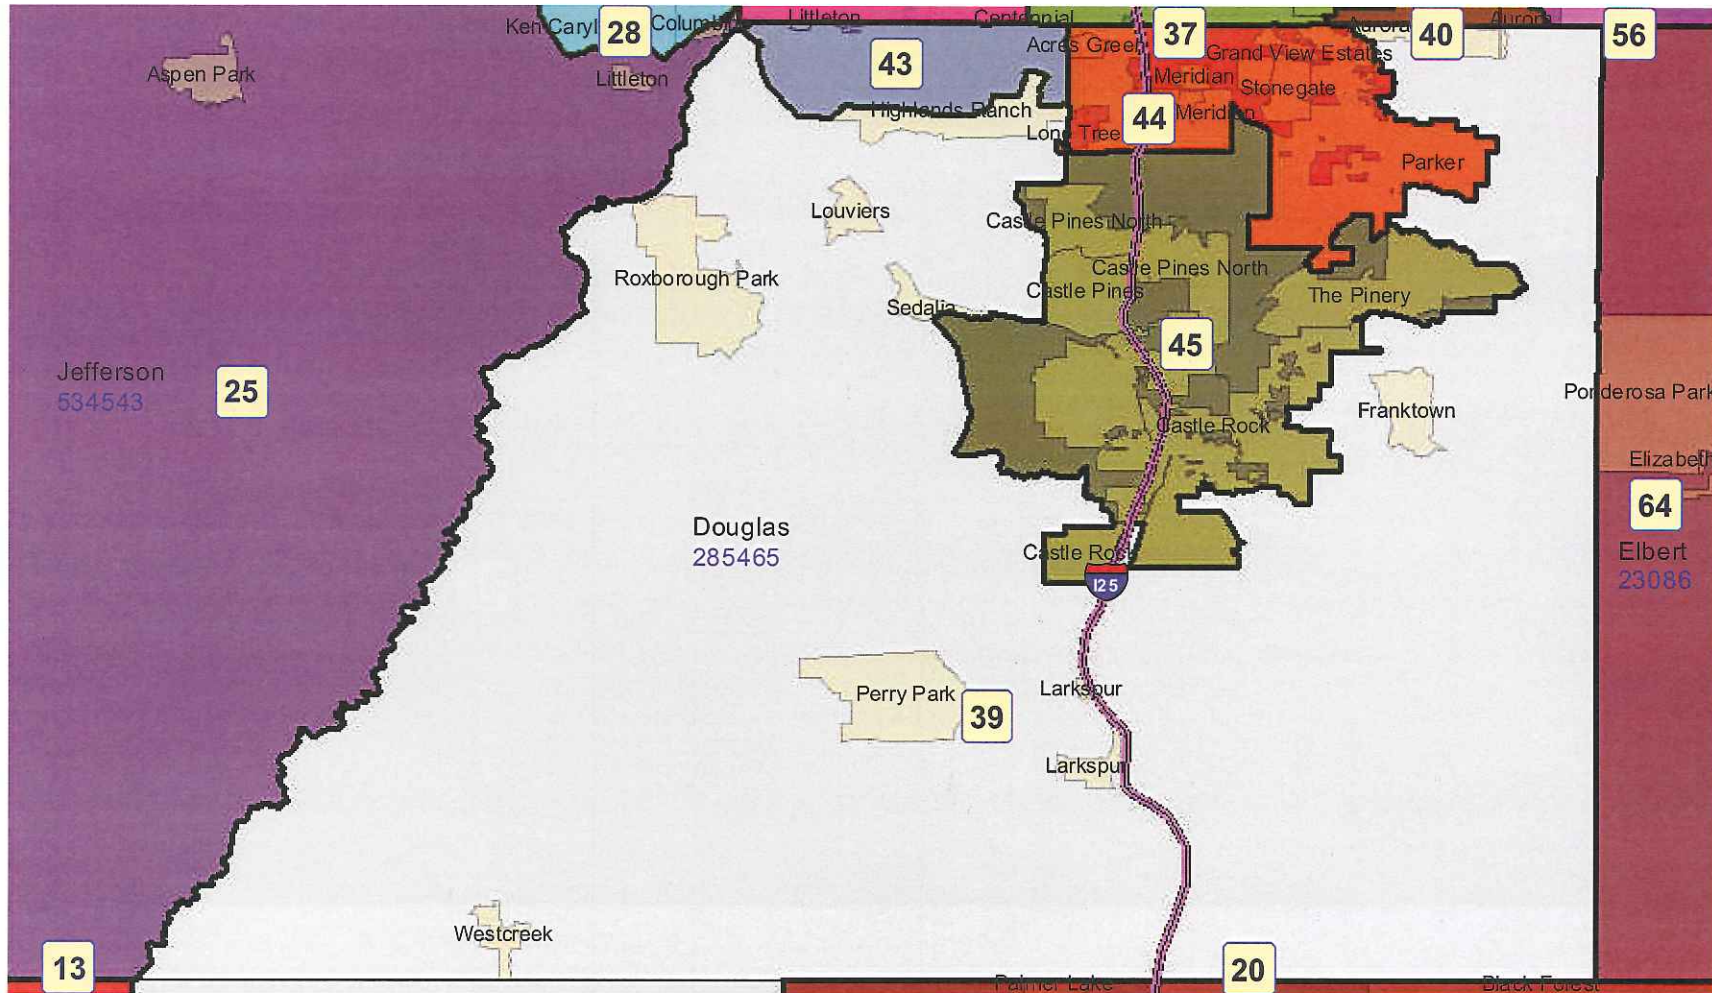 Ken Caryl
28
Columbine
Littleton
Centennial
37
Aurora
40
Aurora
56
Aspen Park
Littleton
43
Acres Green
Grand View Estates
Meridian
Stonegate
Highlands Ranch
44
Meridian
Lone Tree
Parker
Louviers
Castle Pines North
Roxborough Park
Castle Pines North
Castle Pines
The Pinery
Sedalia
45
Jefferson
534543
25
Ponderosa Park
Franktown
Castle Rock
Elizabeth
64
Douglas
285465
Castle Rock
Elbert
23086
I25
Perry Park
39
Larkspur
Larkspur
Westcreek
13
20
Palmer Lake
Black Forest